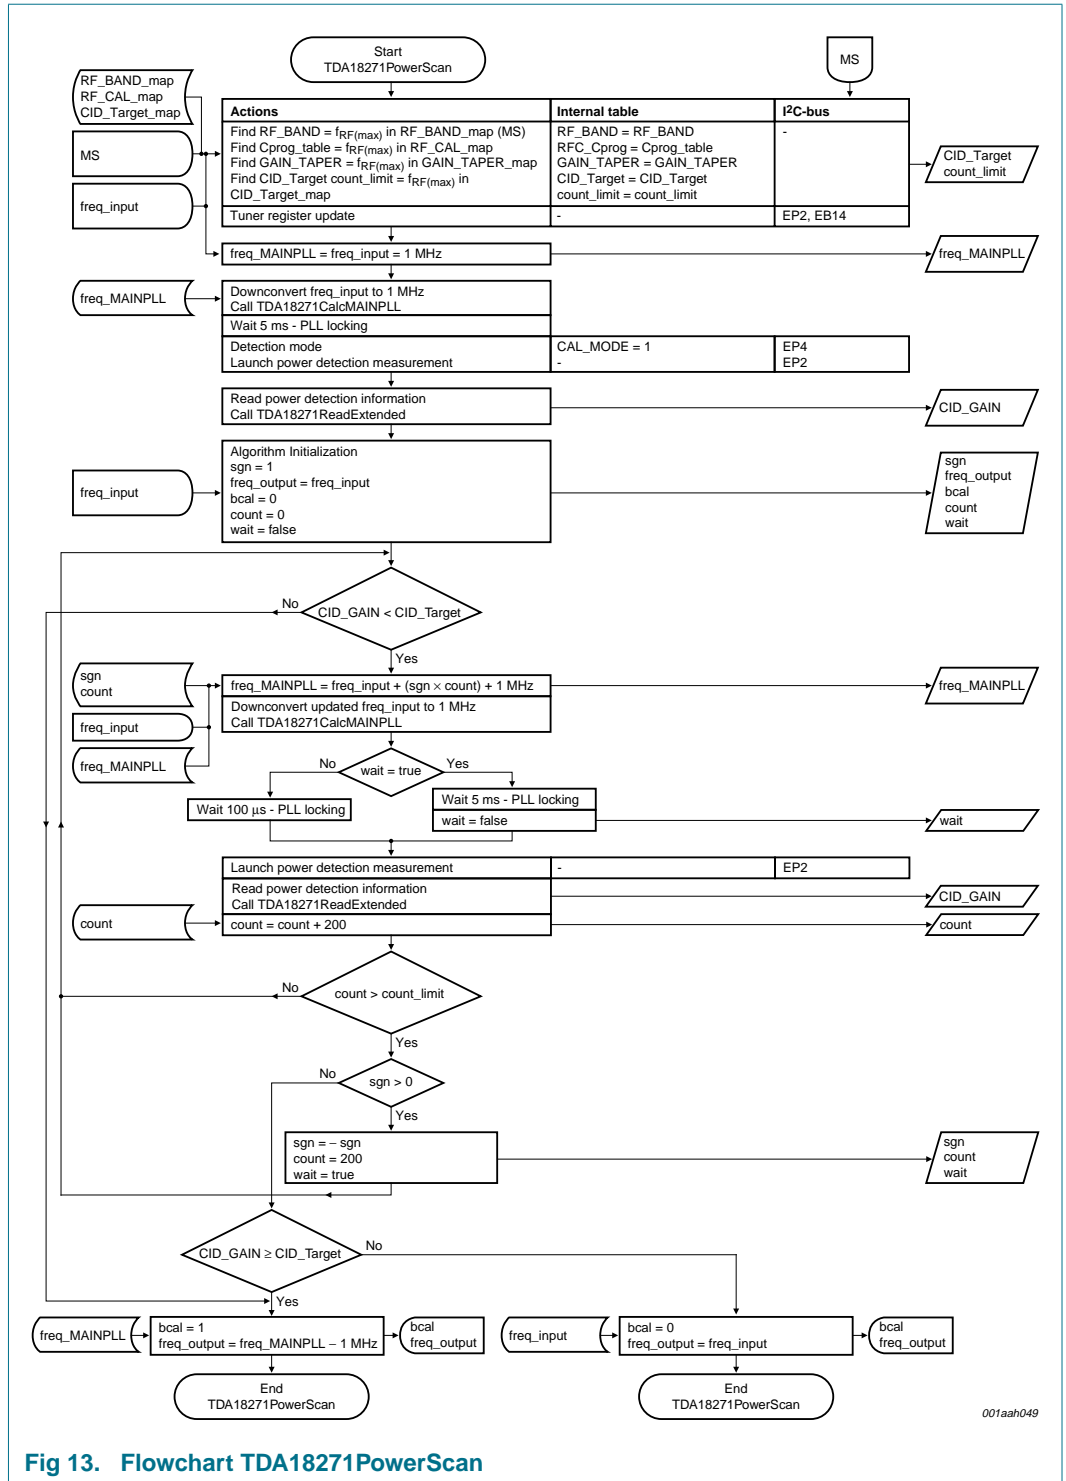 Start
TDA18271PowerScan
MS
RF_BAND_map
RF_CAL_map
CID_Target_map
MS
freq_input
Actions Internal table I²C-bus
Find RF_BAND = fRF(max) in RF_BAND_map (MS) RF_BAND = RF_BAND -
Find Cprog_table = fRF(max) in RF_CAL_map RFC_Cprog = Cprog_table
Find GAIN_TAPER = fRF(max) in GAIN_TAPER_map GAIN_TAPER = GAIN_TAPER
Find CID_Target count_limit = fRF(max) in CID_Target = CID_Target
CID_Target_map count_limit = count_limit
Tuner register update - EP2, EB14
CID_Target
count_limit
freq_MAINPLL = freq_input = 1 MHz
freq_MAINPLL
freq_MAINPLL
Downconvert freq_input to 1 MHz
Call TDA18271CalcMAINPLL
Wait 5 ms - PLL locking
Detection mode CAL_MODE = 1 EP4
Launch power detection measurement - EP2
Read power detection information
Call TDA18271ReadExtended
CID_GAIN
freq_input
Algorithm Initialization
sgn = 1
freq_output = freq_input
bcal = 0
count = 0
wait = false
sgn
freq_output
bcal
count
wait
No
CID_GAIN < CID_Target
Yes
sgn
count
freq_input
freq_MAINPLL
freq_MAINPLL = freq_input + (sgn × count) + 1 MHz
Downconvert updated freq_input to 1 MHz
Call TDA18271CalcMAINPLL
freq_MAINPLL
No
wait = true
Yes
Wait 100 μs - PLL locking
Wait 5 ms - PLL locking
wait = false
wait
Launch power detection measurement - EP2
Read power detection information
Call TDA18271ReadExtended
CID_GAIN
count
count = count + 200
count
No
count > count_limit
Yes
No
sgn > 0
Yes
sgn = – sgn
count = 200
wait = true
sgn
count
wait
CID_GAIN ≥ CID_Target
No
Yes
freq_MAINPLL
bcal = 1
freq_output = freq_MAINPLL – 1 MHz
bcal
freq_output
freq_input
bcal = 0
freq_output = freq_input
bcal
freq_output
End
TDA18271PowerScan
End
TDA18271PowerScan
001aah049
Fig 13. Flowchart TDA18271PowerScan